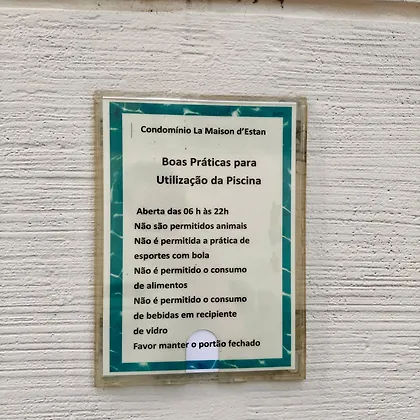 Condomínio La Maison d'Estan
Boas Práticas para
Utilização da Piscina
Aberta das 06 h às 22h
Não são permitidos animais
Não é permitida a prática de
esportes com bola
Não é permitido o consumo
de alimentos
Não é permitido o consumo
de bebidas em recipiente
de vidro
Favor manter o portão fechado